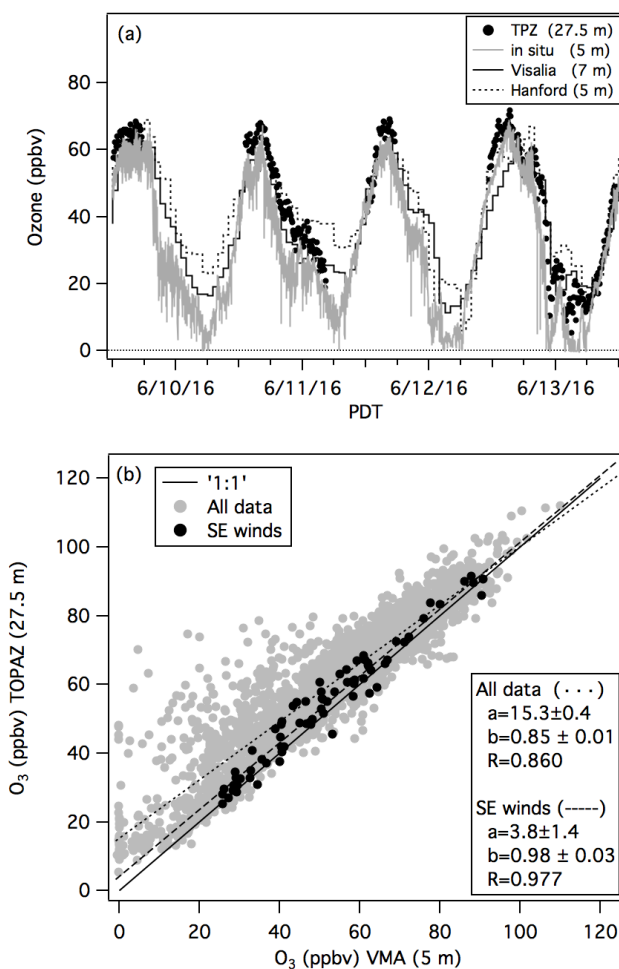 (a)
TPZ (27.5 m)
in situ (5 m)
Visalia (7 m)
Hanford (5 m)
80
60
40
20
0
Ozone (ppbv)
6/10/16 6/11/16 6/12/16 6/13/16
PDT
(b)
'1:1'
All data
SE winds
120
100
80
60
40
20
0
O3 (ppbv) TOPAZ (27.5 m)
All data (· · ·)
a=15.3±0.4
b=0.85 ± 0.01
R=0.860
SE winds (-----)
a=3.8±1.4
b=0.98 ± 0.03
R=0.977
0 20 40 60 80 100 120
O3 (ppbv) VMA (5 m)